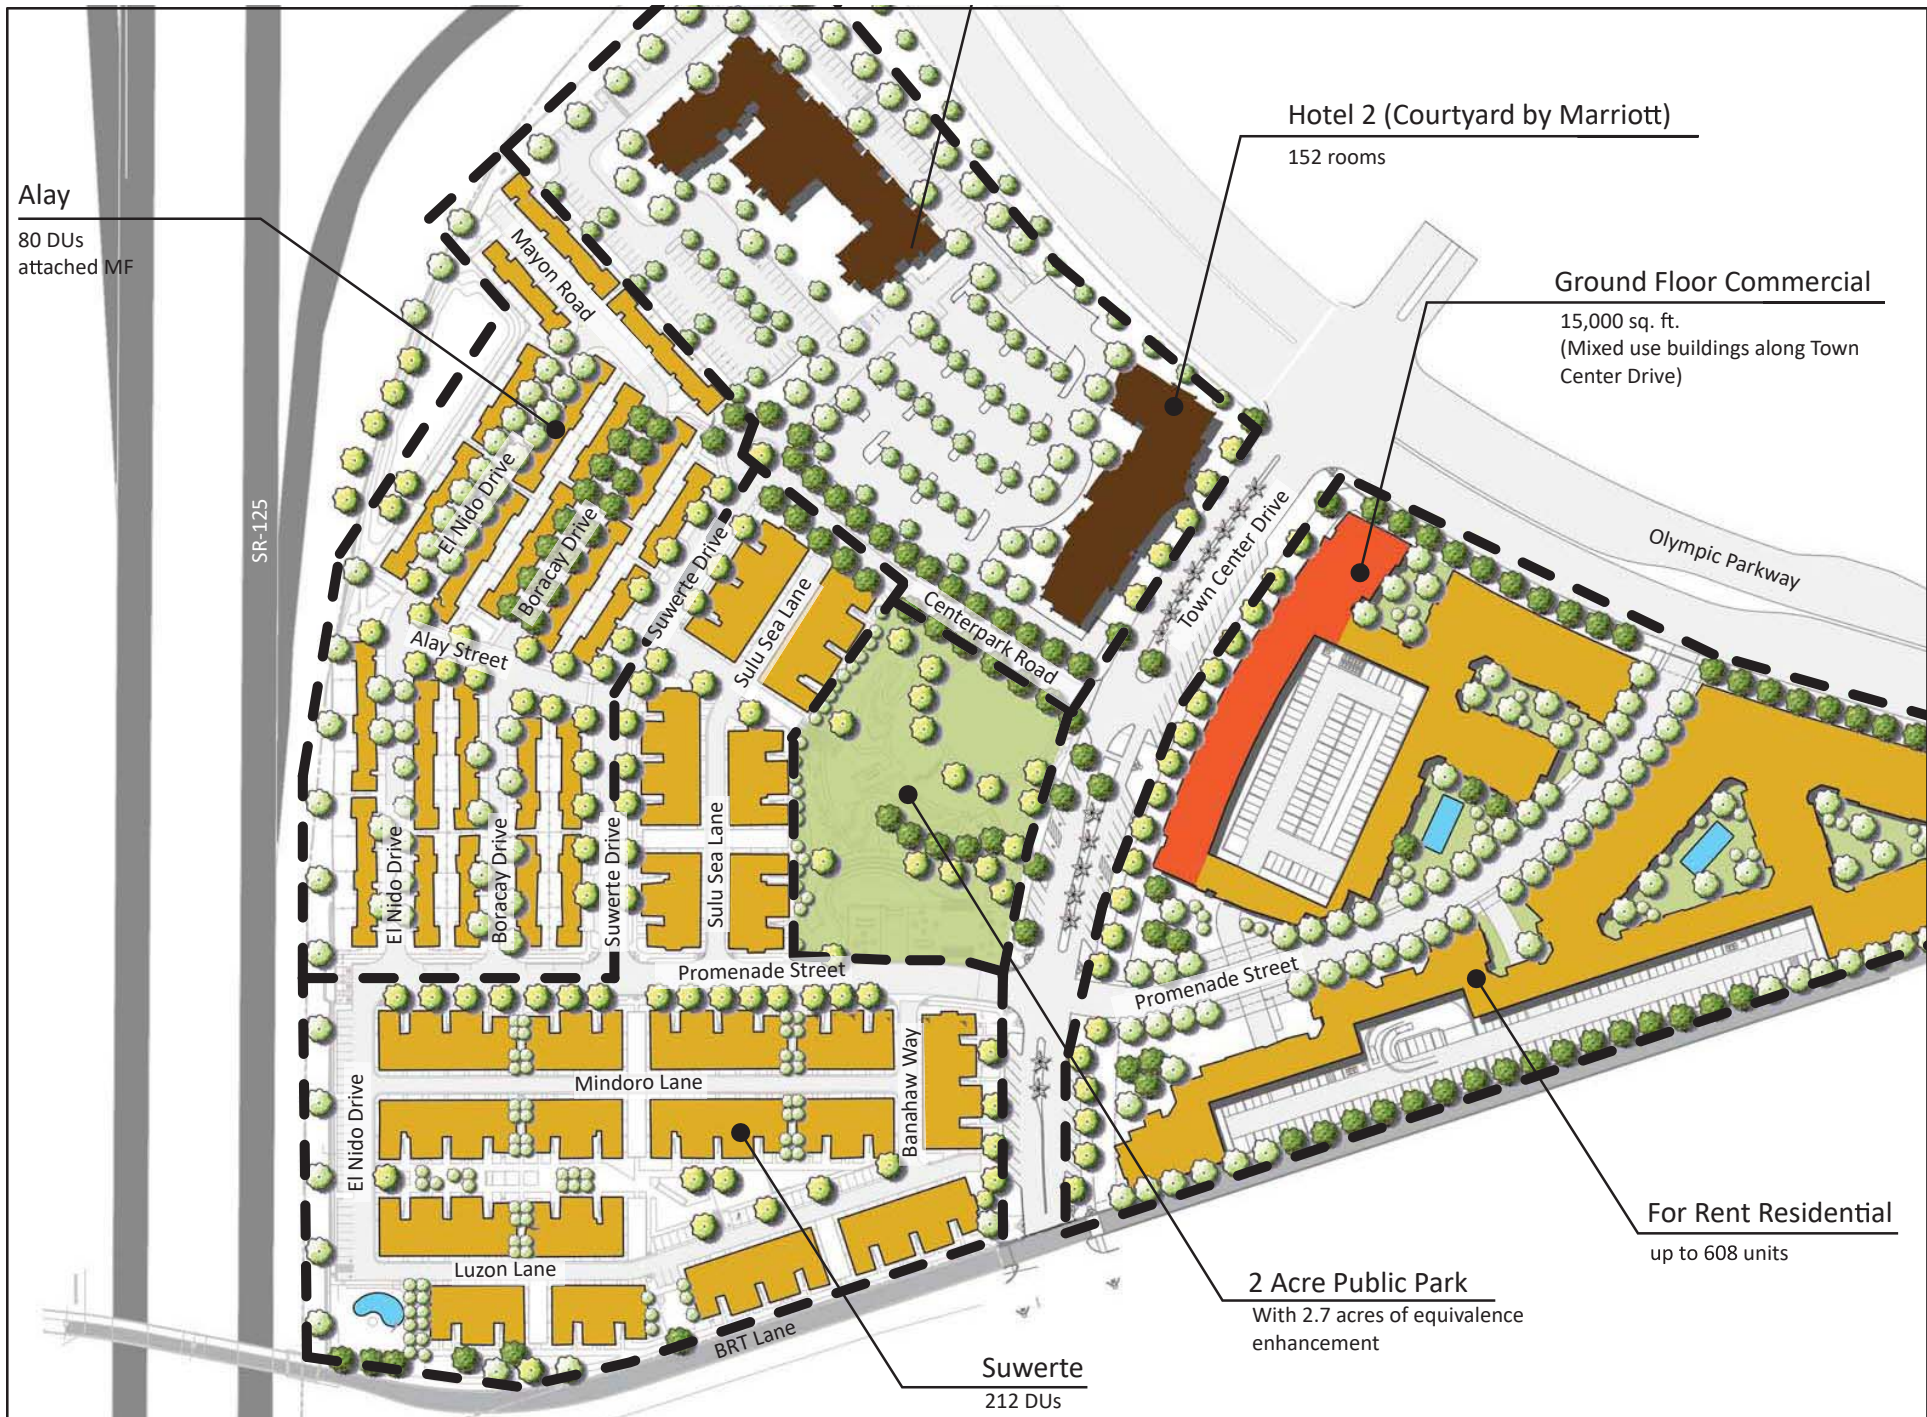 Hotel 2 (Courtyard by Marriott)
152 rooms
Alay
80 DUs
attached MF
Mayon Road
Ground Floor Commercial
15,000 sq. ft.
(Mixed use buildings along Town
Center Drive)
SR-125
El Nido Drive
Boracay Drive
Suwerte Drive
Sulu Sea Lane
Centerpark Road
Town Center Drive
Olympic Parkway
Alay Street
El Nido Drive
Boracay Drive
Suwerte Drive
Sulu Sea Lane
Promenade Street
Promenade Street
El Nido Drive
Mindoro Lane
Banahaw Way
Luzon Lane
For Rent Residential
up to 608 units
2 Acre Public Park
With 2.7 acres of equivalence
enhancement
BRT Lane
Suwerte
212 DUs